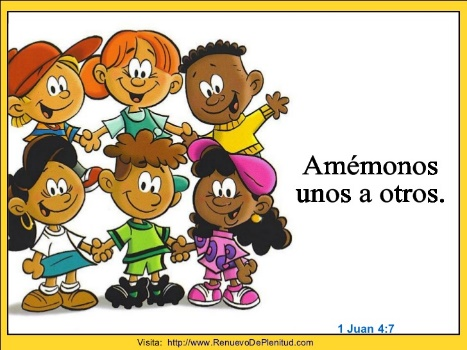 Amémonos
unos a otros.
1 Juan 4:7
Visita:  http://www.RenuevoDePlenitud.com